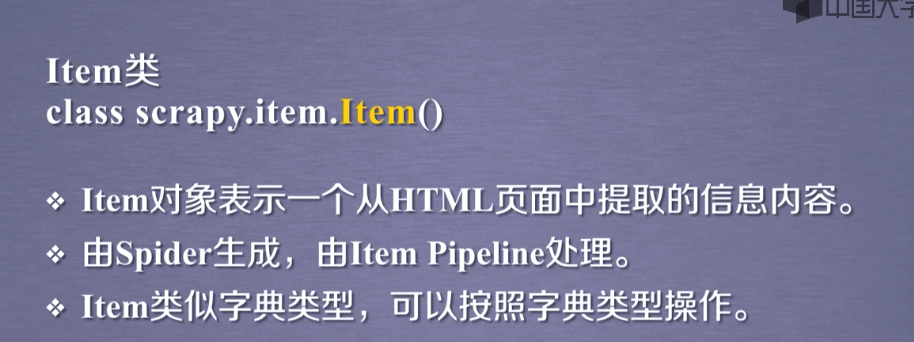 中国大学
Item类
class scrapy.item.Item()
❖ Item对象表示一个从HTML页面中提取的信息内容。
❖ 由Spider生成，由Item Pipeline处理。
❖ Item类似字典类型，可以按照字典类型操作。